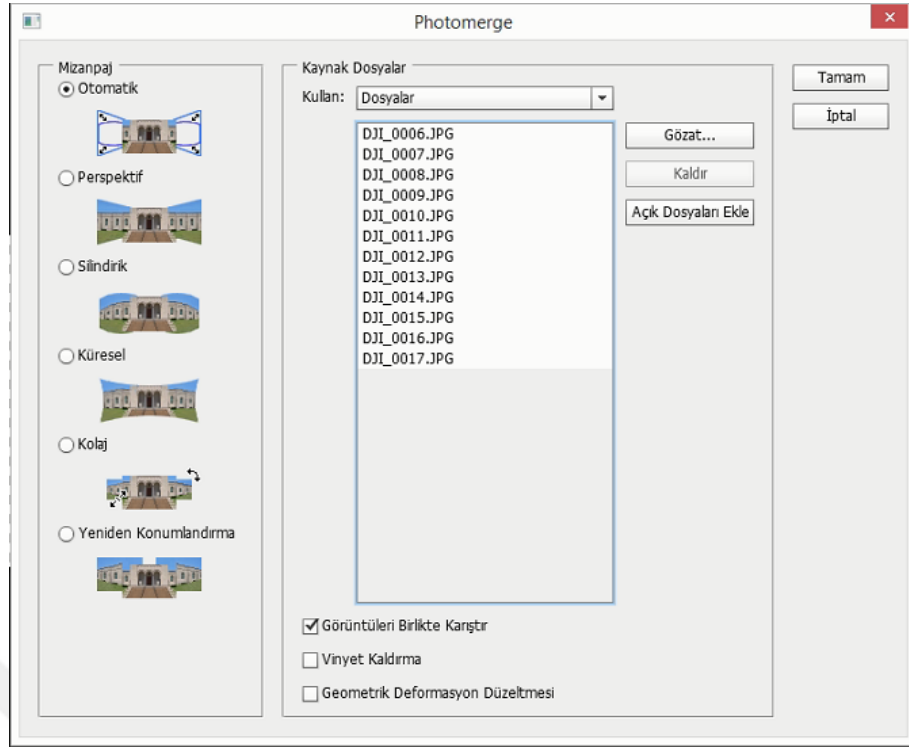 Photomerge
Mizanpaj
Otomatik
Perspektif
Silindirik
Küresel
Kolaj
Yeniden Konumlandırma
Kaynak Dosyalar
Kullan: Dosyalar
DJI_0006.JPG
DJI_0007.JPG
DJI_0008.JPG
DJI_0009.JPG
DJI_0010.JPG
DJI_0011.JPG
DJI_0012.JPG
DJI_0013.JPG
DJI_0014.JPG
DJI_0015.JPG
DJI_0016.JPG
DJI_0017.JPG
Gözat...
Kaldır
Açık Dosyaları Ekle
Görüntüleri Birlikte Karıştır
Vinyet Kaldırma
Geometrik Deformasyon Düzeltmesi
Tamam
İptal